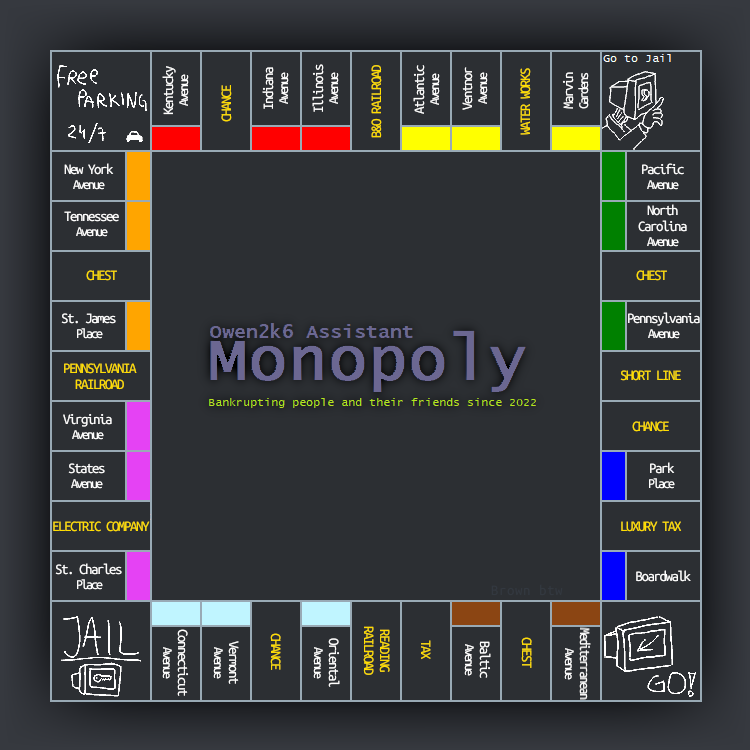 Free
PARKING
24/7
Kentucky
Avenue
CHANCE
Indiana
Avenue
Illinois
Avenue
B&O RAILROAD
Atlantic
Avenue
Ventnor
Avenue
WATER WORKS
Marvin
Gardens
Go to Jail
New York
Avenue
Tennessee
Avenue
CHEST
St. James
Place
PENNSYLVANIA
RAILROAD
Virginia
Avenue
States
Avenue
ELECTRIC COMPANY
St. Charles
Place
Owen2k6 Assistant
Monopoly
Bankrupting people and their friends since 2022
Brown btw
Pacific
Avenue
North
Carolina
Avenue
CHEST
Pennsylvania
Avenue
SHORT LINE
CHANCE
Park
Place
LUXURY TAX
Boardwalk
JAIL
Connecticut
Avenue
Vermont
Avenue
CHANCE
Oriental
Avenue
READING
RAILROAD
TAX
Baltic
Avenue
CHEST
Mediterranean
Avenue
GO!